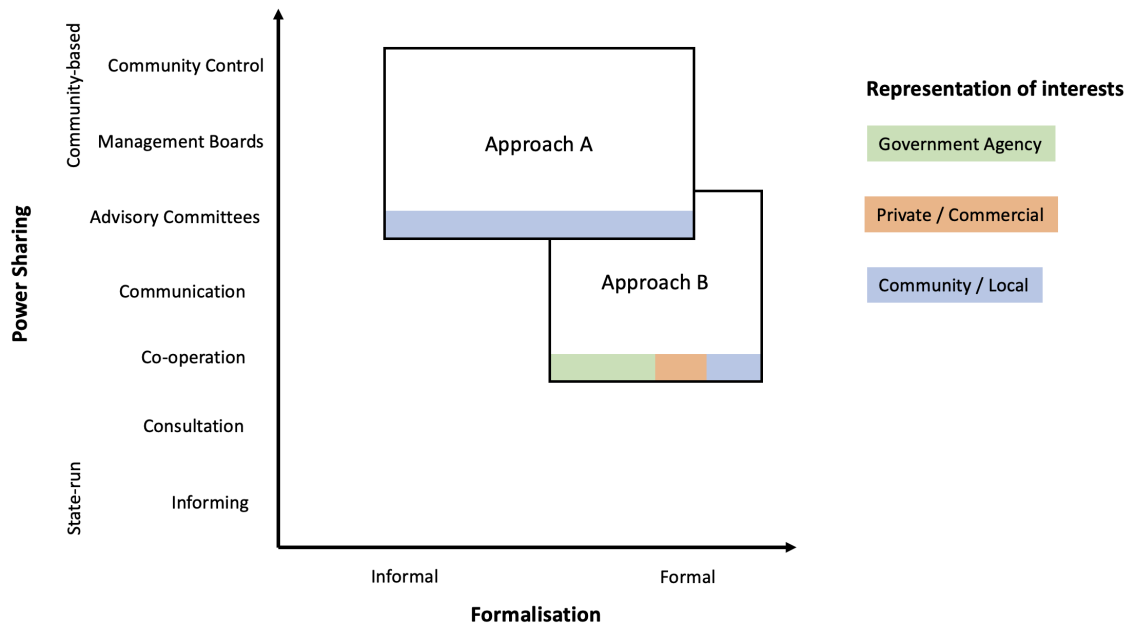 Community-based
Community Control
Management Boards
Advisory Committees
Communication
Co-operation
Consultation
Informing
State-run
Power Sharing
Approach A
Approach B
Informal
Formal
Formalisation
Representation of interests
Government Agency
Private / Commercial
Community / Local